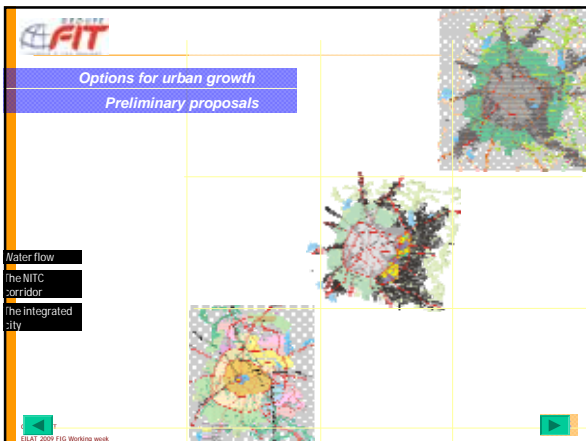 GROUPE
FIT
Options for urban growth
Preliminary proposals
Water flow
The NITC
corridor
The integrated
city
EILAT 2009 FIG Working week